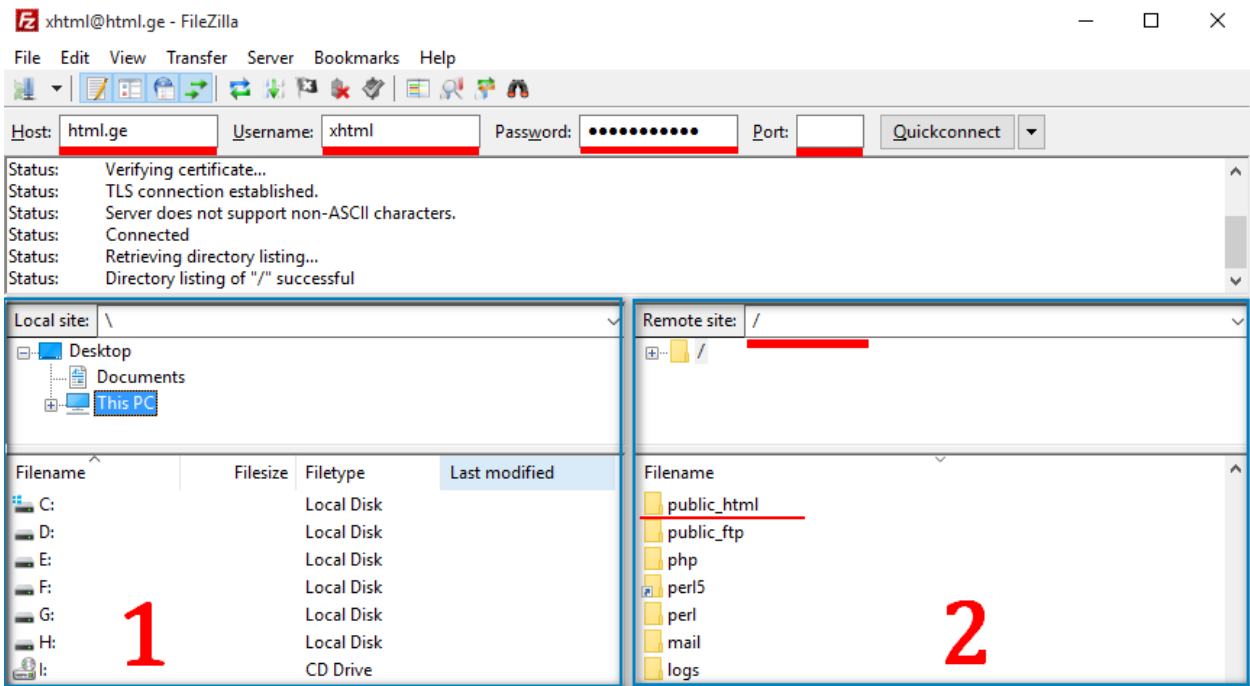 xhtml@html.ge - FileZilla
File Edit View Transfer Server Bookmarks Help
Host: html.ge Username: xhtml Password: ●●●●●●●●●●● Port: Quickconnect
Status: Verifying certificate...
Status: TLS connection established.
Status: Server does not support non-ASCII characters.
Status: Connected
Status: Retrieving directory listing...
Status: Directory listing of "/" successful
Local site: \
Desktop
Documents
This PC
Filename Filesize Filetype Last modified
C: Local Disk
D: Local Disk
E: Local Disk
F: Local Disk
G: Local Disk
H: Local Disk
I: CD Drive
1
Remote site: /
/
Filename
public_html
public_ftp
php
perl5
perl
mail
logs
2